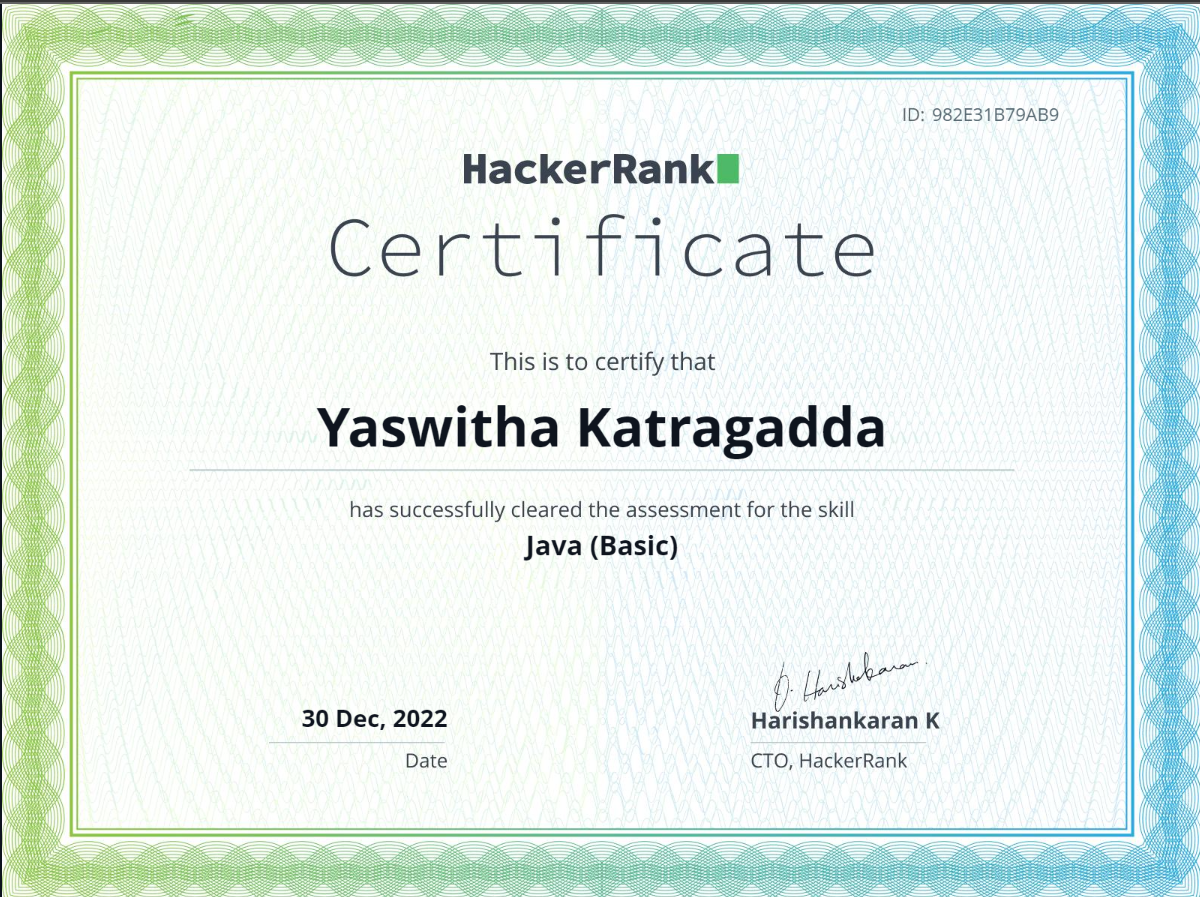 ID: 982E31B79AB9
HackerRank
Certificate
This is to certify that
Yaswitha Katragadda
has successfully cleared the assessment for the skill
Java (Basic)
O. Harishankaran.
30 Dec, 2022
Harishankaran K
Date
CTO, HackerRank